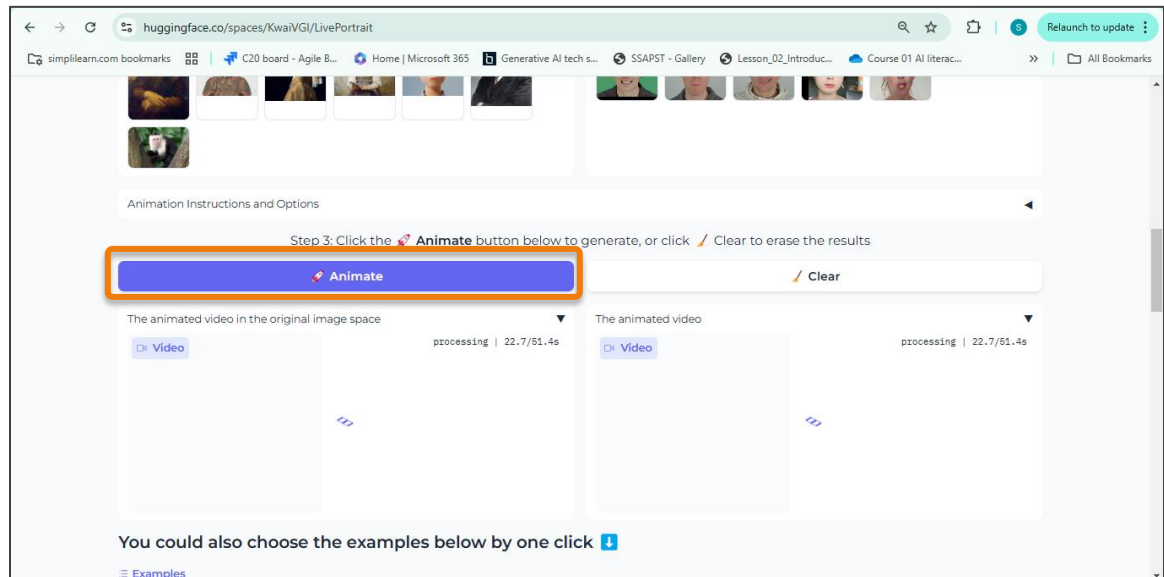 huggingface.co/spaces/KwaiVGI/LivePortrait
S
Relaunch to update
simplilearn.com bookmarks
C20 board - Agile B...
Home | Microsoft 365
Generative AI tech s...
SSAPST - Gallery
Lesson_02_Introduc...
Course 01 AI literac...
»
All Bookmarks
Animation Instructions and Options
Step 3: Click the 🚀 Animate button below to generate, or click 🧹 Clear to erase the results
🚀 Animate
🧹 Clear
The animated video in the original image space
Video
processing | 22.7/51.4s
The animated video
Video
processing | 22.7/51.4s
You could also choose the examples below by one click ⬇️
Examples